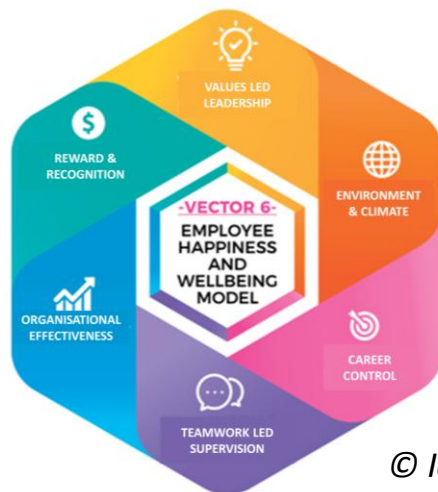 VALUES LED
LEADERSHIP
$
REWARD &
RECOGNITION
ENVIRONMENT
& CLIMATE
-VECTOR 6-
EMPLOYEE
HAPPINESS
AND
WELLBEING
MODEL
ORGANISATIONAL
EFFECTIVENESS
CAREER
CONTROL
TEAMWORK LED
SUPERVISION
©